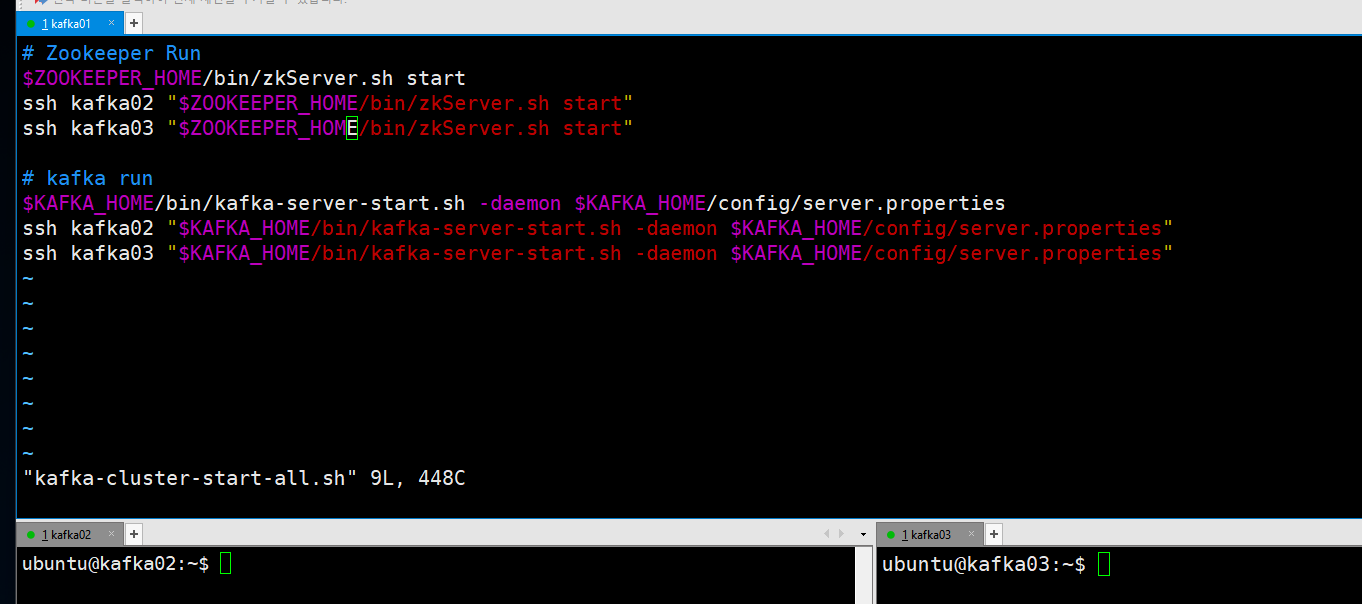 1 kafka01 × +
# Zookeeper Run
$ZOOKEEPER_HOME/bin/zkServer.sh start
ssh kafka02 "$ZOOKEEPER_HOME/bin/zkServer.sh start"
ssh kafka03 "$ZOOKEEPER_HOME/bin/zkServer.sh start"
# kafka run
$KAFKA_HOME/bin/kafka-server-start.sh -daemon $KAFKA_HOME/config/server.properties
ssh kafka02 "$KAFKA_HOME/bin/kafka-server-start.sh -daemon $KAFKA_HOME/config/server.properties"
ssh kafka03 "$KAFKA_HOME/bin/kafka-server-start.sh -daemon $KAFKA_HOME/config/server.properties"
~
~
~
~
~
~
~
~
"kafka-cluster-start-all.sh" 9L, 448C
1 kafka02 × +
ubuntu@kafka02:~$
1 kafka03 × +
ubuntu@kafka03:~$